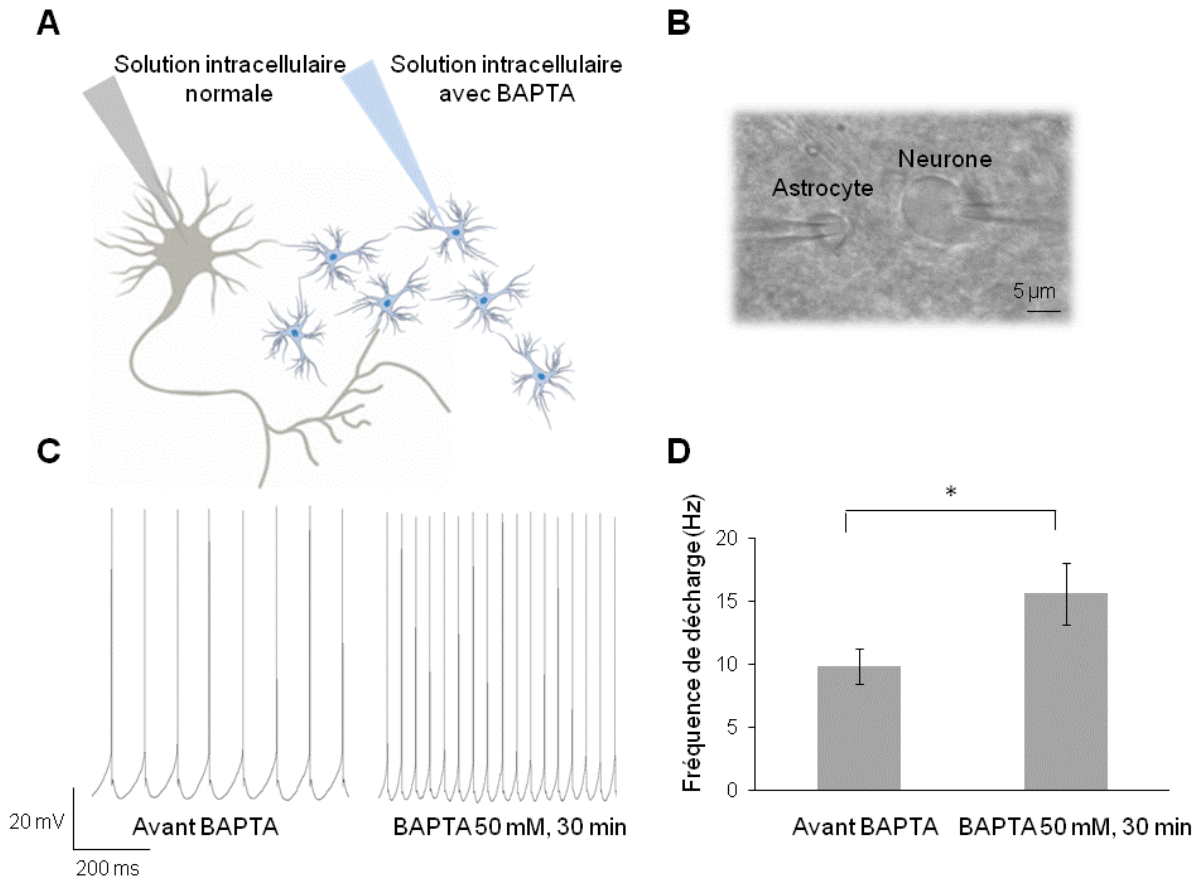 A
Solution intracellulaire
normale
Solution intracellulaire
avec BAPTA
B
Neurone
Astrocyte
5 µm
C
20 mV
200 ms
Avant BAPTA
BAPTA 50 mM, 30 min
D
*
Fréquence de décharge (Hz)
20
15
10
5
0
Avant BAPTA
BAPTA 50 mM, 30 min